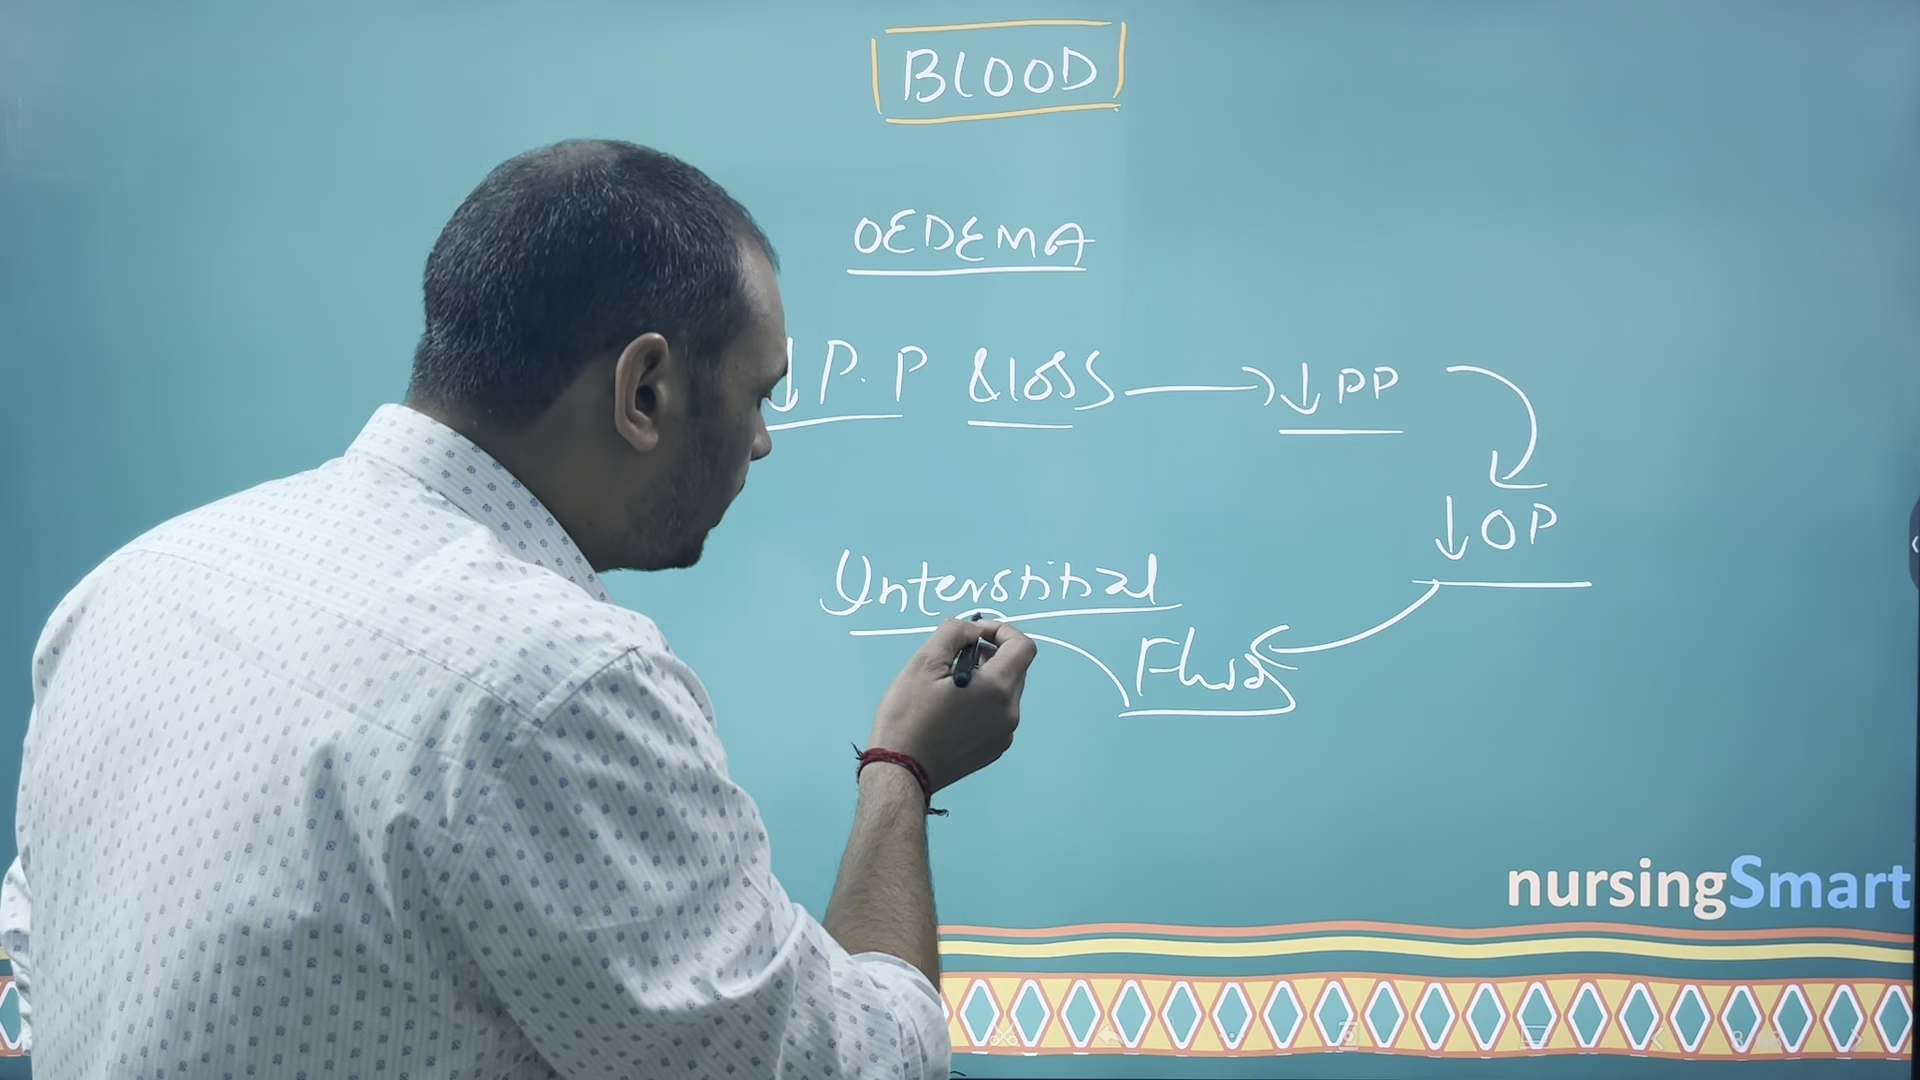 BLOOD
OEDEMA
↓ P.P & loss → ↓ PP
↓ OP
Interstitial
Fluid
nursingSmart